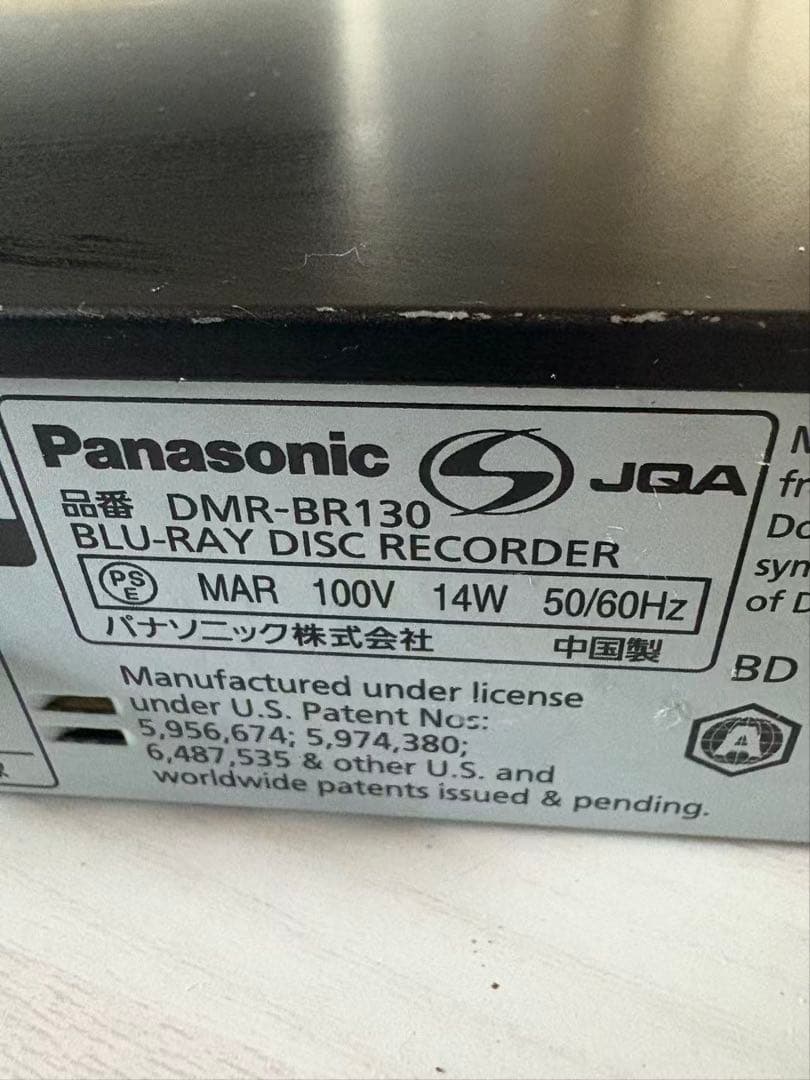 Panasonic JQA
品番 DMR-BR130
BLU-RAY DISC RECORDER
PS E MAR 100V 14W 50/60Hz
パナソニック株式会社 中国製
Manufactured under license
under U.S. Patent Nos:
5,956,674; 5,974,380;
6,487,535 & other U.S. and
worldwide patents issued & pending.
of
BD
A